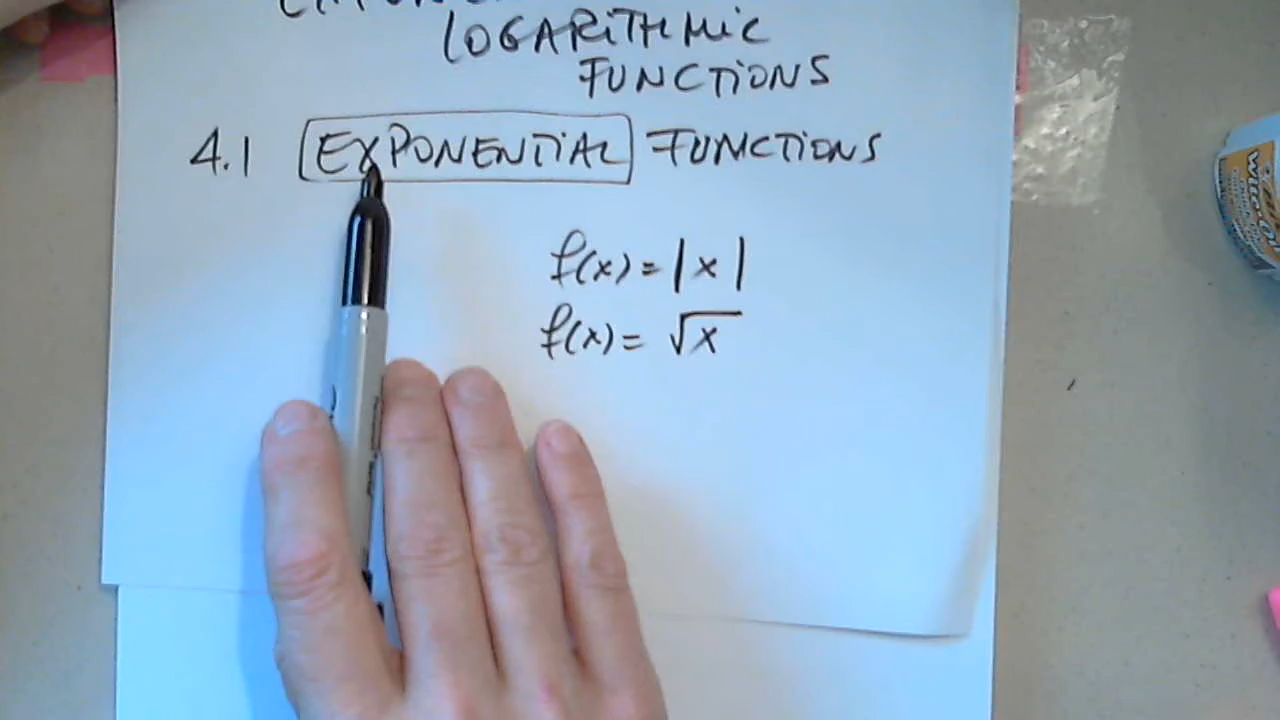 LOGARITHMIC
FUNCTIONS
4.1 EXPONENTIAL FUNCTIONS
f(x) = |x|
f(x) = √x